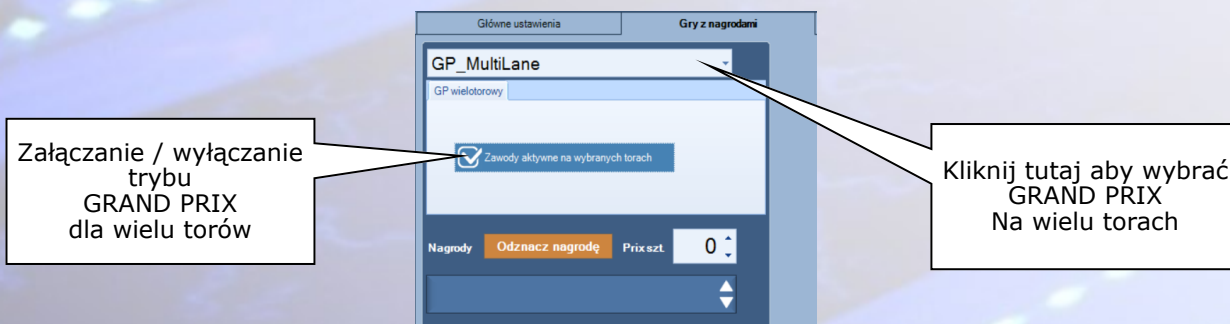 Główne ustawienia
Gry z nagrodami
GP_MultiLane
GP wielotorowy
Zawody aktywne na wybranych torach
Nagrody
Odznacz nagrodę
Prix szt.
0
Załączanie / wyłączanie
trybu
GRAND PRIX
dla wielu torów
Kliknij tutaj aby wybrać
GRAND PRIX
Na wielu torach